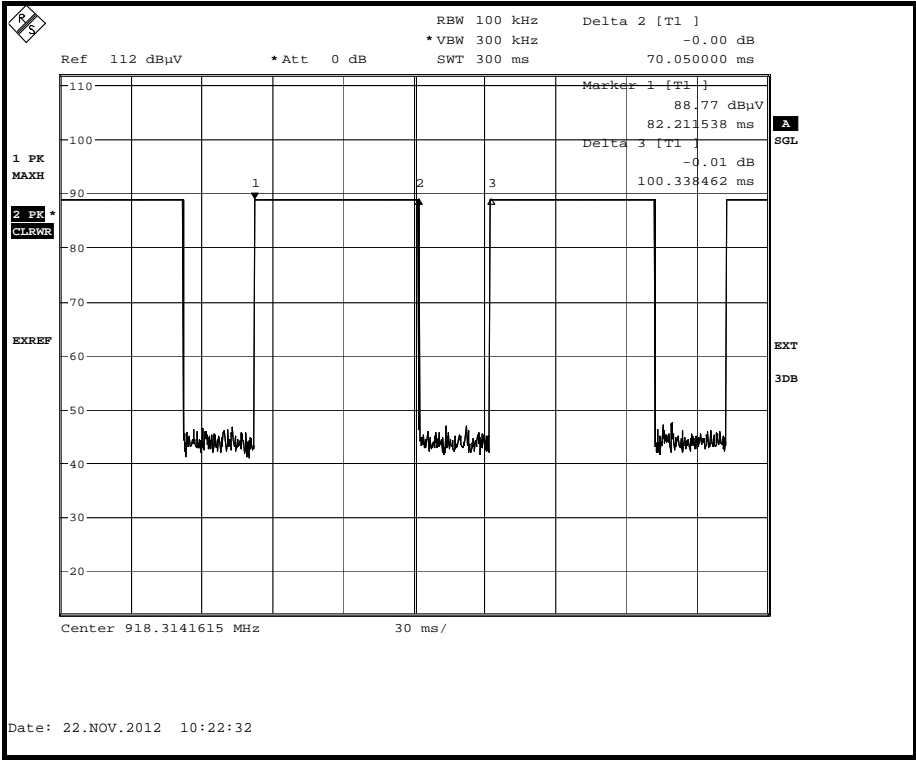 R/S
RBW 100 kHz Delta 2 [T1 ]
*VBW 300 kHz -0.00 dB
Ref 112 dBµV *Att 0 dB SWT 300 ms 70.050000 ms
110 Marker 1 [T1 ]
88.77 dBµV
82.211538 ms A
100 Delta 3 [T1 ] SGL
1 PK -0.01 dB
MAXH 1 2 3 100.338462 ms
90
2 PK *
CLRWR
80
70
EXREF EXT
60
3DB
50
40
30
20
Center 918.3141615 MHz 30 ms/
Date: 22.NOV.2012 10:22:32